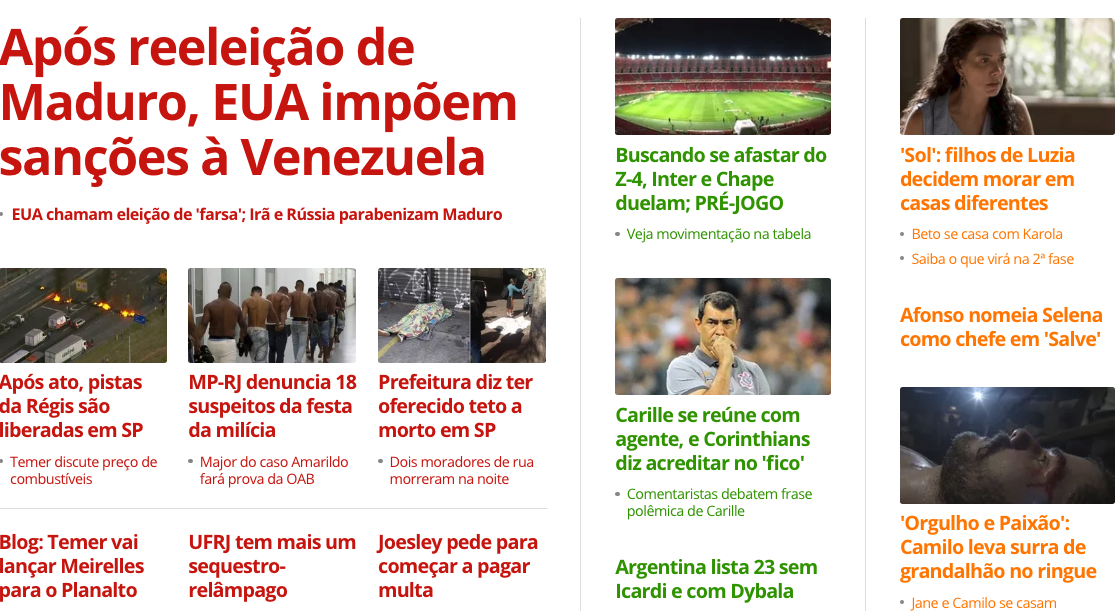 Após reeleição de
Maduro, EUA impõem
sanções à Venezuela
EUA chamam eleição de 'farsa'; Irã e Rússia parabenizam Maduro
Após ato, pistas
da Régis são
liberadas em SP
Temer discute preço de
combustíveis
MP-RJ denuncia 18
suspeitos da festa
da milícia
Major do caso Amarildo
fará prova da OAB
Prefeitura diz ter
oferecido teto a
morto em SP
Dois moradores de rua
morreram na noite
Blog: Temer vai
lançar Meirelles
para o Planalto
UFRJ tem mais um
sequestro-
relâmpago
Joesley pede para
começar a pagar
multa
Buscando se afastar do
Z-4, Inter e Chape
duelam; PRÉ-JOGO
Veja movimentação na tabela
Carille se reúne com
agente, e Corinthians
diz acreditar no 'fico'
Comentaristas debatem frase
polêmica de Carille
Argentina lista 23 sem
Icardi e com Dybala
'Sol': filhos de Luzia
decidem morar em
casas diferentes
Beto se casa com Karola
Saiba o que virá na 2ª fase
Afonso nomeia Selena
como chefe em 'Salve'
'Orgulho e Paixão':
Camilo leva surra de
grandalhão no ringue
Jane e Camilo se casam